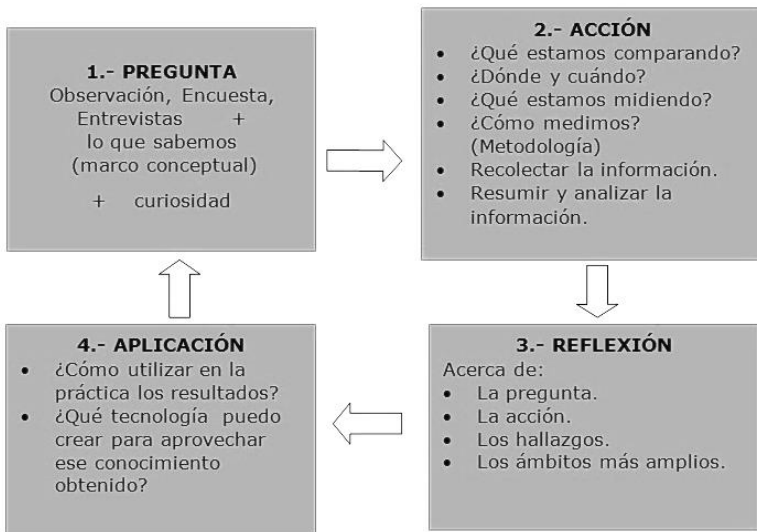 1.- PREGUNTA
Observación, Encuesta,
Entrevistas +
lo que sabemos
(marco conceptual)
+ curiosidad
2.- ACCIÓN
• ¿Qué estamos comparando?
• ¿Dónde y cuándo?
• ¿Qué estamos midiendo?
• ¿Cómo medimos?
(Metodología)
• Recolectar la información.
• Resumir y analizar la
información.
3.- REFLEXIÓN
Acerca de:
• La pregunta.
• La acción.
• Los hallazgos.
• Los ámbitos más amplios.
4.- APLICACIÓN
• ¿Cómo utilizar en la
práctica los resultados?
• ¿Qué tecnología puedo
crear para aprovechar
ese conocimiento
obtenido?